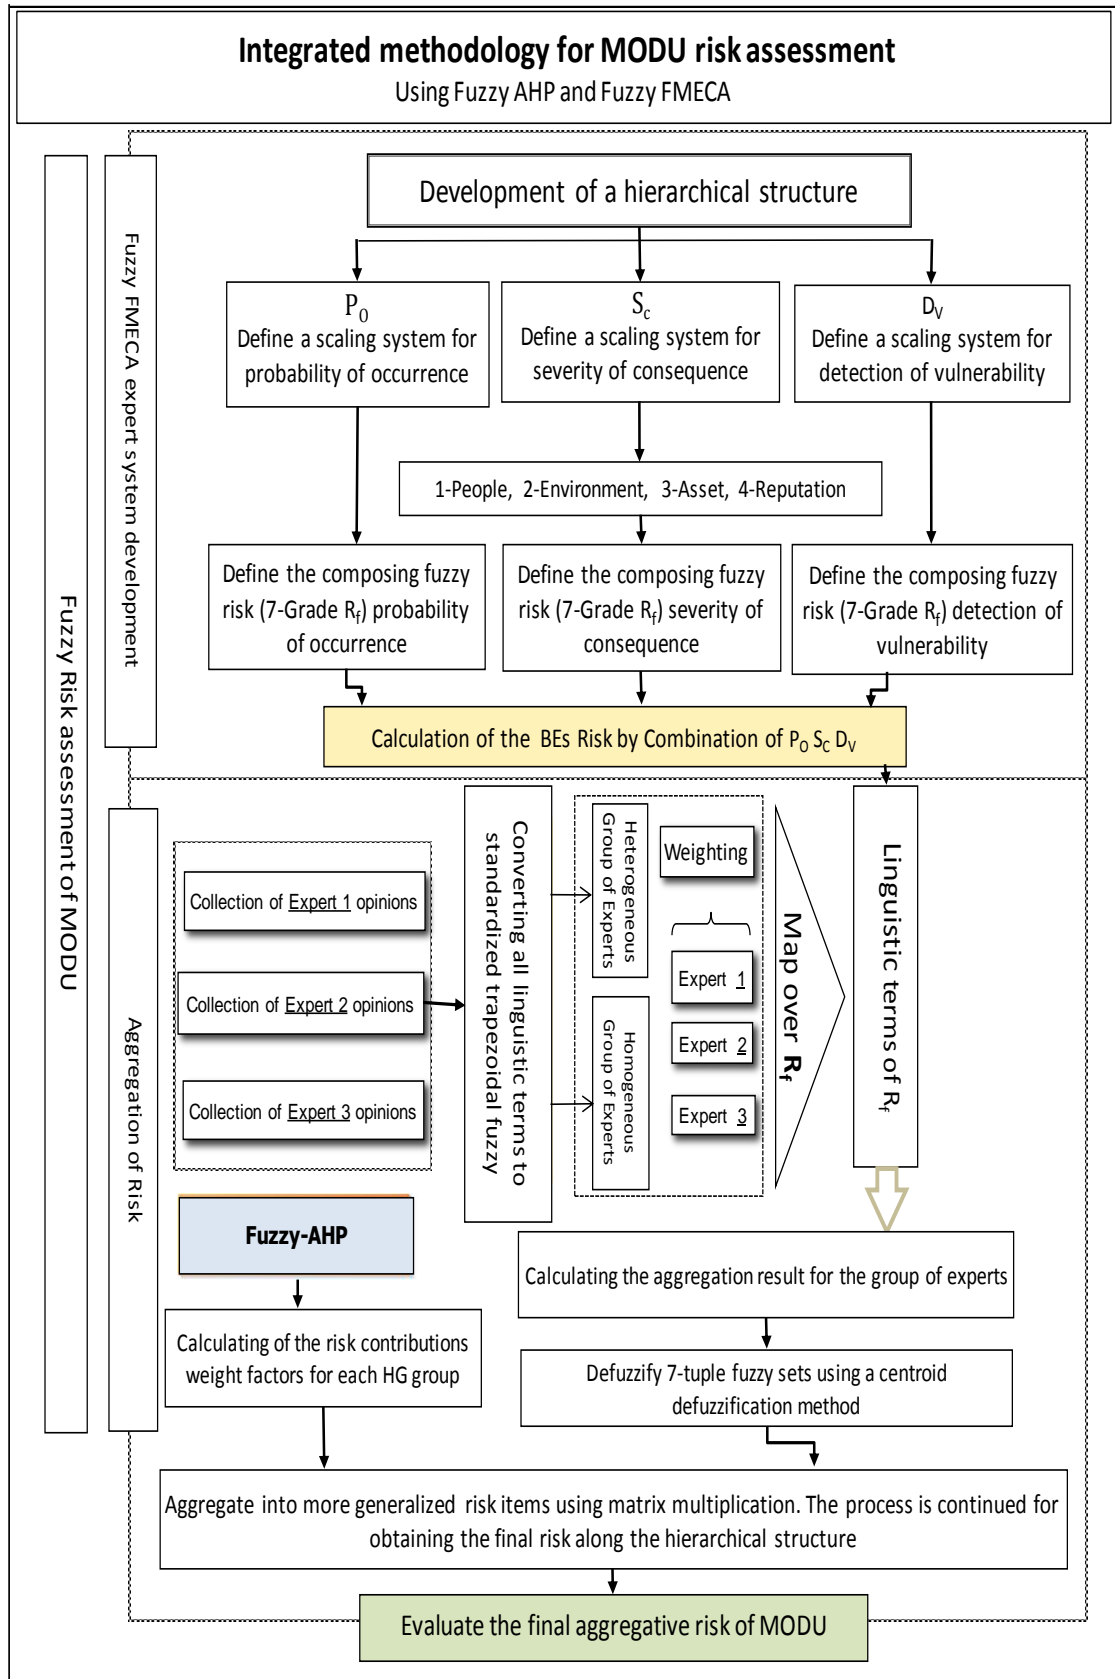 Integrated methodology for MODU risk assessment
Using Fuzzy AHP and Fuzzy FMECA
Fuzzy Risk assessment of MODU
Fuzzy FMECA expert system development
Development of a hierarchical structure
P₀
Define a scaling system for
probability of occurrence
S꜀
Define a scaling system for
severity of consequence
Dᵥ
Define a scaling system for
detection of vulnerability
1-People, 2-Environment, 3-Asset, 4-Reputation
Define the composing fuzzy
risk (7-Grade R_f) probability
of occurrence
Define the composing fuzzy
risk (7-Grade R_f) severity of
consequence
Define the composing fuzzy
risk (7-Grade R_f) detection of
vulnerability
Calculation of the BEs Risk by Combination of P_O S_C D_V
Aggregation of Risk
Collection of Expert 1 opinions
Collection of Expert 2 opinions
Collection of Expert 3 opinions
Converting all linguistic terms to
standardized trapezoidal fuzzy
Heterogeneous
Group of Experts
Homogeneous
Group of Experts
Weighting
Expert 1
Expert 2
Expert 3
Map over R_f
Linguistic terms of R_f
Fuzzy-AHP
Calculating of the risk contributions
weight factors for each HG group
Calculating the aggregation result for the group of experts
Defuzzify 7-tuple fuzzy sets using a centroid
defuzzification method
Aggregate into more generalized risk items using matrix multiplication. The process is continued for
obtaining the final risk along the hierarchical structure
Evaluate the final aggregative risk of MODU